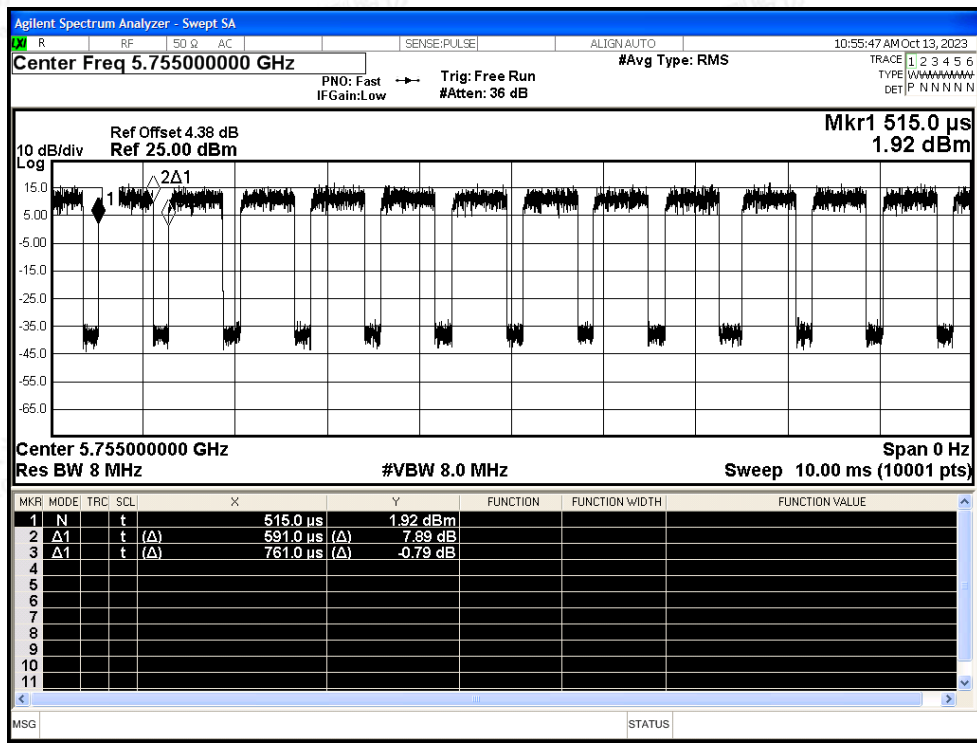 Agilent Spectrum Analyzer - Swept SA
LXI R RF 50 Ω AC SENSE:PULSE ALIGN AUTO 10:55:47 AM Oct 13, 2023
Center Freq 5.755000000 GHz #Avg Type: RMS TRACE 1 2 3 4 5 6
PNO: Fast Trig: Free Run TYPE WWWWWW
IFGain:Low #Atten: 36 dB DET P N N N N N
Mkr1 515.0 µs
Ref Offset 4.38 dB
10 dB/div Ref 25.00 dBm 1.92 dBm
Log
15.0
5.00
-5.00
-15.0
-25.0
-35.0
-45.0
-55.0
-65.0
1
2Δ1
Center 5.755000000 GHz Span 0 Hz
Res BW 8 MHz #VBW 8.0 MHz Sweep 10.00 ms (10001 pts)
MKR MODE TRC SCL X Y FUNCTION FUNCTION WIDTH FUNCTION VALUE
1 N t 515.0 µs 1.92 dBm
2 Δ1 t (Δ) 591.0 µs (Δ) 7.89 dB
3 Δ1 t (Δ) 761.0 µs (Δ) -0.79 dB
4
5
6
7
8
9
10
11
MSG STATUS